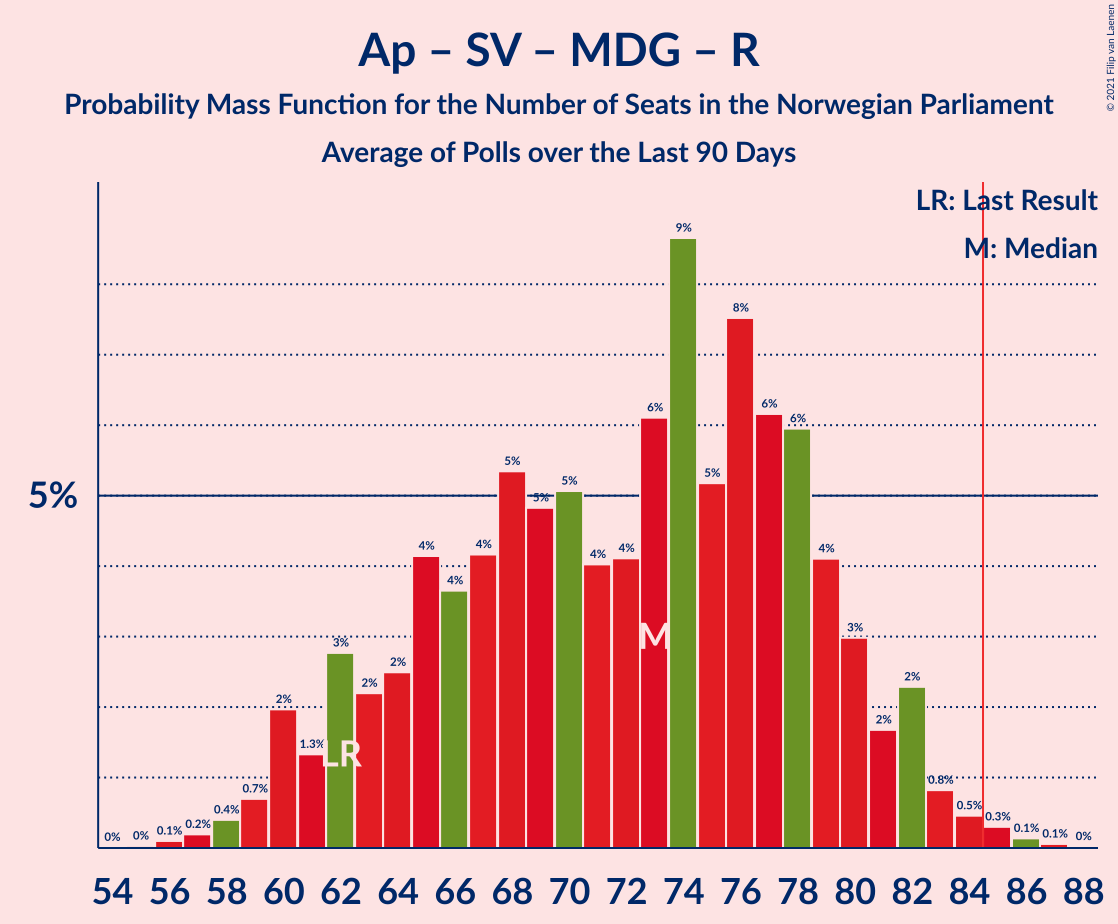 Ap – SV – MDG – R
Probability Mass Function for the Number of Seats in the Norwegian Parliament
Average of Polls over the Last 90 Days
© 2021 Filip van Laenen
LR: Last Result
M: Median
5%
0% 0% 0.1% 0.2% 0.4% 0.7% 2% 1.3% 3% 2% 2% 4% 4% 4% 5% 5% 5% 4% 4% 6% 9% 5% 8% 6% 6% 4% 3% 2% 2% 0.8% 0.5% 0.3% 0.1% 0.1% 0%
LR
M
54 56 58 60 62 64 66 68 70 72 74 76 78 80 82 84 86 88